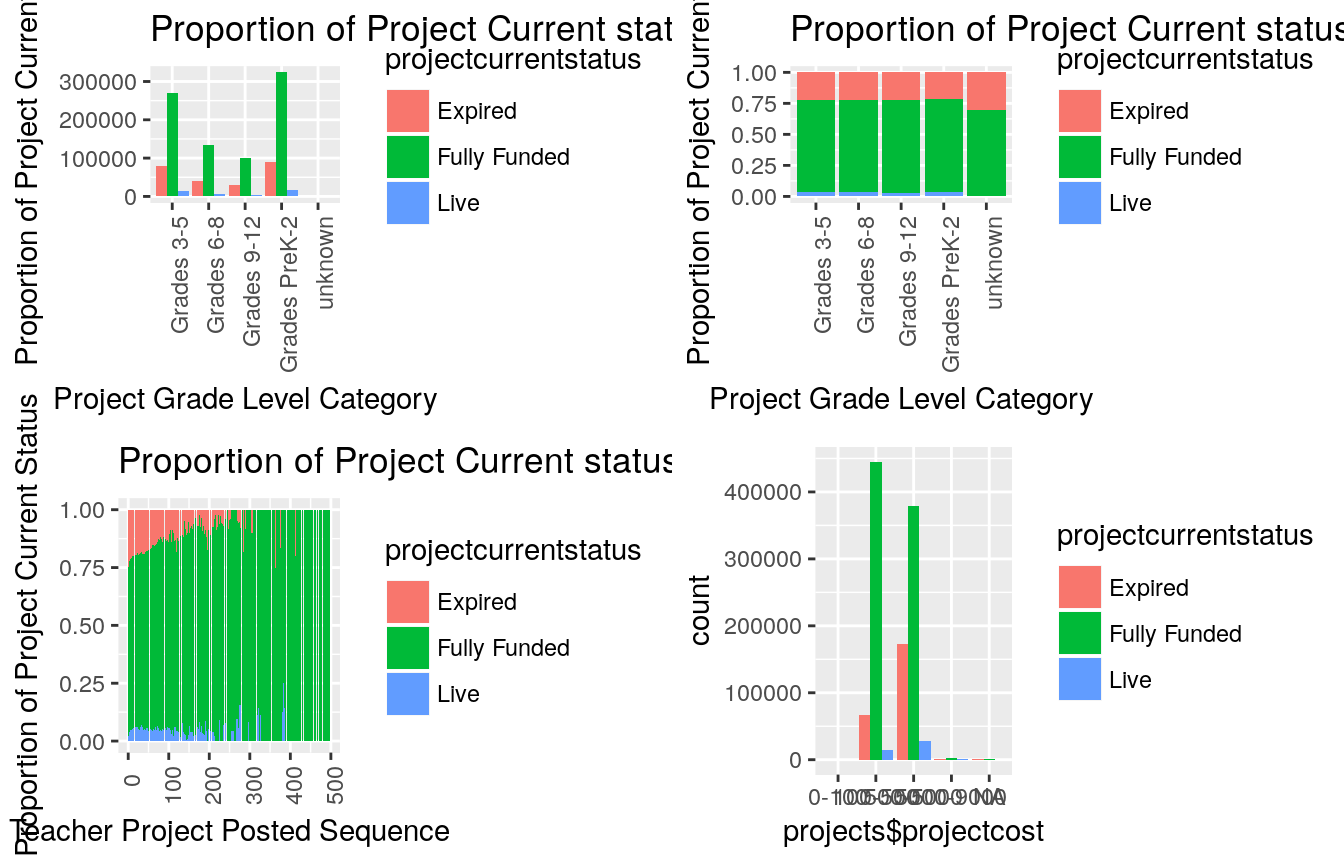 Proportion of Project Current stat
Proportion of Project Current
projectcurrentstatus
Expired
Fully Funded
Live
300000
200000
100000
0
Grades 3-5
Grades 6-8
Grades 9-12
Grades PreK-2
unknown
Project Grade Level Category
Proportion of Project Current status
Proportion of Project Current
projectcurrentstatus
Expired
Fully Funded
Live
1.00
0.75
0.50
0.25
0.00
Grades 3-5
Grades 6-8
Grades 9-12
Grades PreK-2
unknown
Project Grade Level Category
Proportion of Project Current status
Proportion of Project Current Status
projectcurrentstatus
Expired
Fully Funded
Live
1.00
0.75
0.50
0.25
0.00
0
100
200
300
400
500
Teacher Project Posted Sequence
count
projectcurrentstatus
Expired
Fully Funded
Live
400000
300000
200000
100000
0
projects$projectcost